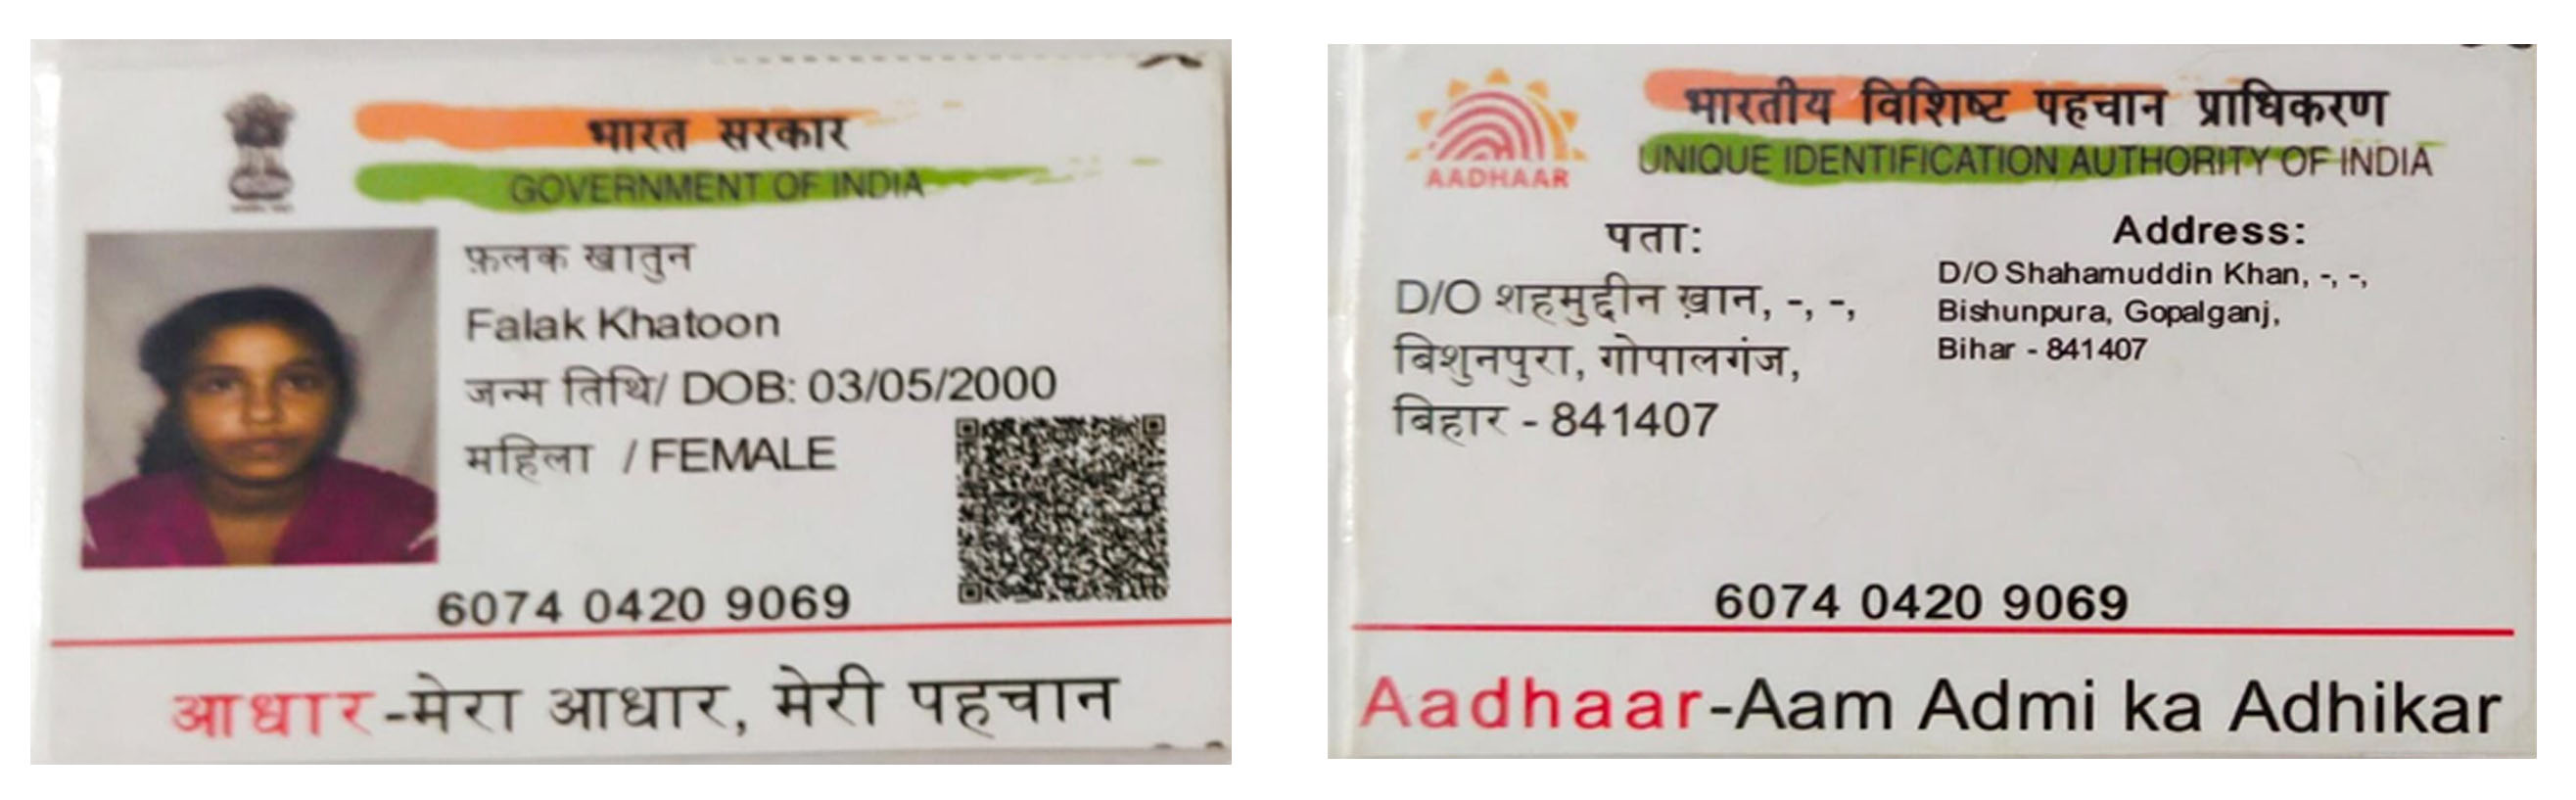 भारत सरकार
GOVERNMENT OF INDIA
फ़लक खातुन
Falak Khatoon
जन्म तिथि/ DOB: 03/05/2000
महिला / FEMALE
6074 0420 9069
आधार-मेरा आधार, मेरी पहचान
भारतीय विशिष्ट पहचान प्राधिकरण
UNIQUE IDENTIFICATION AUTHORITY OF INDIA
AADHAAR
पता:
D/O शहमुद्दीन ख़ान, -, -,
बिशुनपुरा, गोपालगंज,
बिहार - 841407
Address:
D/O Shahamuddin Khan, -, -,
Bishunpura, Gopalganj,
Bihar - 841407
6074 0420 9069
Aadhaar-Aam Admi ka Adhikar